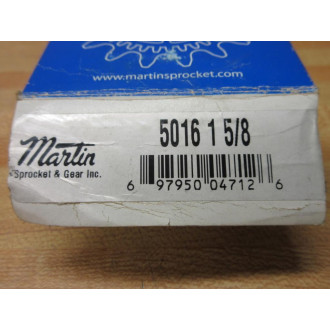 www.martinsprocket.com
5016 1 5/8
Martin
Sprocket & Gear Inc.
6 97950 04712 6